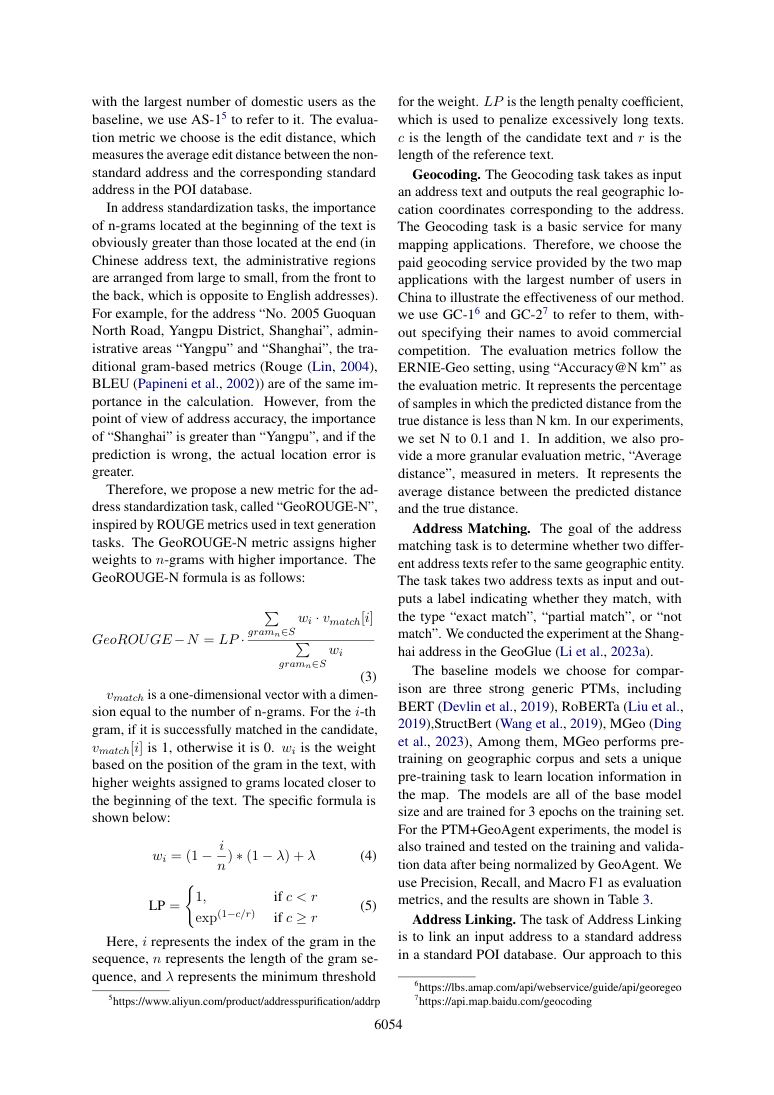 with the largest number of domestic users as the
baseline, we use AS-1⁵ to refer to it. The evalua-
tion metric we choose is the edit distance, which
measures the average edit distance between the non-
standard address and the corresponding standard
address in the POI database.
In address standardization tasks, the importance
of n-grams located at the beginning of the text is
obviously greater than those located at the end (in
Chinese address text, the administrative regions
are arranged from large to small, from the front to
the back, which is opposite to English addresses).
For example, for the address “No. 2005 Guoquan
North Road, Yangpu District, Shanghai”, admin-
istrative areas “Yangpu” and “Shanghai”, the tra-
ditional gram-based metrics (Rouge (Lin, 2004),
BLEU (Papineni et al., 2002)) are of the same im-
portance in the calculation. However, from the
point of view of address accuracy, the importance
of “Shanghai” is greater than “Yangpu”, and if the
prediction is wrong, the actual location error is
greater.
Therefore, we propose a new metric for the ad-
dress standardization task, called “GeoROUGE-N”,
inspired by ROUGE metrics used in text generation
tasks. The GeoROUGE-N metric assigns higher
weights to n-grams with higher importance. The
GeoROUGE-N formula is as follows:
GeoROUGE − N = LP · ∑_{gram_n∈S} w_i · v_match[i] / ∑_{gram_n∈S} w_i
(3)
v_match is a one-dimensional vector with a dimen-
sion equal to the number of n-grams. For the i-th
gram, if it is successfully matched in the candidate,
v_match[i] is 1, otherwise it is 0. w_i is the weight
based on the position of the gram in the text, with
higher weights assigned to grams located closer to
the beginning of the text. The specific formula is
shown below:
w_i = (1 − i/n) ∗ (1 − λ) + λ (4)
LP = { 1, if c < r
exp^(1−c/r) if c ≥ r (5)
Here, i represents the index of the gram in the
sequence, n represents the length of the gram se-
quence, and λ represents the minimum threshold
⁵https://www.aliyun.com/product/addresspurification/addrp
for the weight. LP is the length penalty coefficient,
which is used to penalize excessively long texts.
c is the length of the candidate text and r is the
length of the reference text.
Geocoding. The Geocoding task takes as input
an address text and outputs the real geographic lo-
cation coordinates corresponding to the address.
The Geocoding task is a basic service for many
mapping applications. Therefore, we choose the
paid geocoding service provided by the two map
applications with the largest number of users in
China to illustrate the effectiveness of our method.
we use GC-1⁶ and GC-2⁷ to refer to them, with-
out specifying their names to avoid commercial
competition. The evaluation metrics follow the
ERNIE-Geo setting, using “Accuracy@N km” as
the evaluation metric. It represents the percentage
of samples in which the predicted distance from the
true distance is less than N km. In our experiments,
we set N to 0.1 and 1. In addition, we also pro-
vide a more granular evaluation metric, “Average
distance”, measured in meters. It represents the
average distance between the predicted distance
and the true distance.
Address Matching. The goal of the address
matching task is to determine whether two differ-
ent address texts refer to the same geographic entity.
The task takes two address texts as input and out-
puts a label indicating whether they match, with
the type “exact match”, “partial match”, or “not
match”. We conducted the experiment at the Shang-
hai address in the GeoGlue (Li et al., 2023a).
The baseline models we choose for compar-
ison are three strong generic PTMs, including
BERT (Devlin et al., 2019), RoBERTa (Liu et al.,
2019),StructBert (Wang et al., 2019), MGeo (Ding
et al., 2023), Among them, MGeo performs pre-
training on geographic corpus and sets a unique
pre-training task to learn location information in
the map. The models are all of the base model
size and are trained for 3 epochs on the training set.
For the PTM+GeoAgent experiments, the model is
also trained and tested on the training and valida-
tion data after being normalized by GeoAgent. We
use Precision, Recall, and Macro F1 as evaluation
metrics, and the results are shown in Table 3.
Address Linking. The task of Address Linking
is to link an input address to a standard address
in a standard POI database. Our approach to this
⁶https://lbs.amap.com/api/webservice/guide/api/georegeo
⁷https://api.map.baidu.com/geocoding
6054